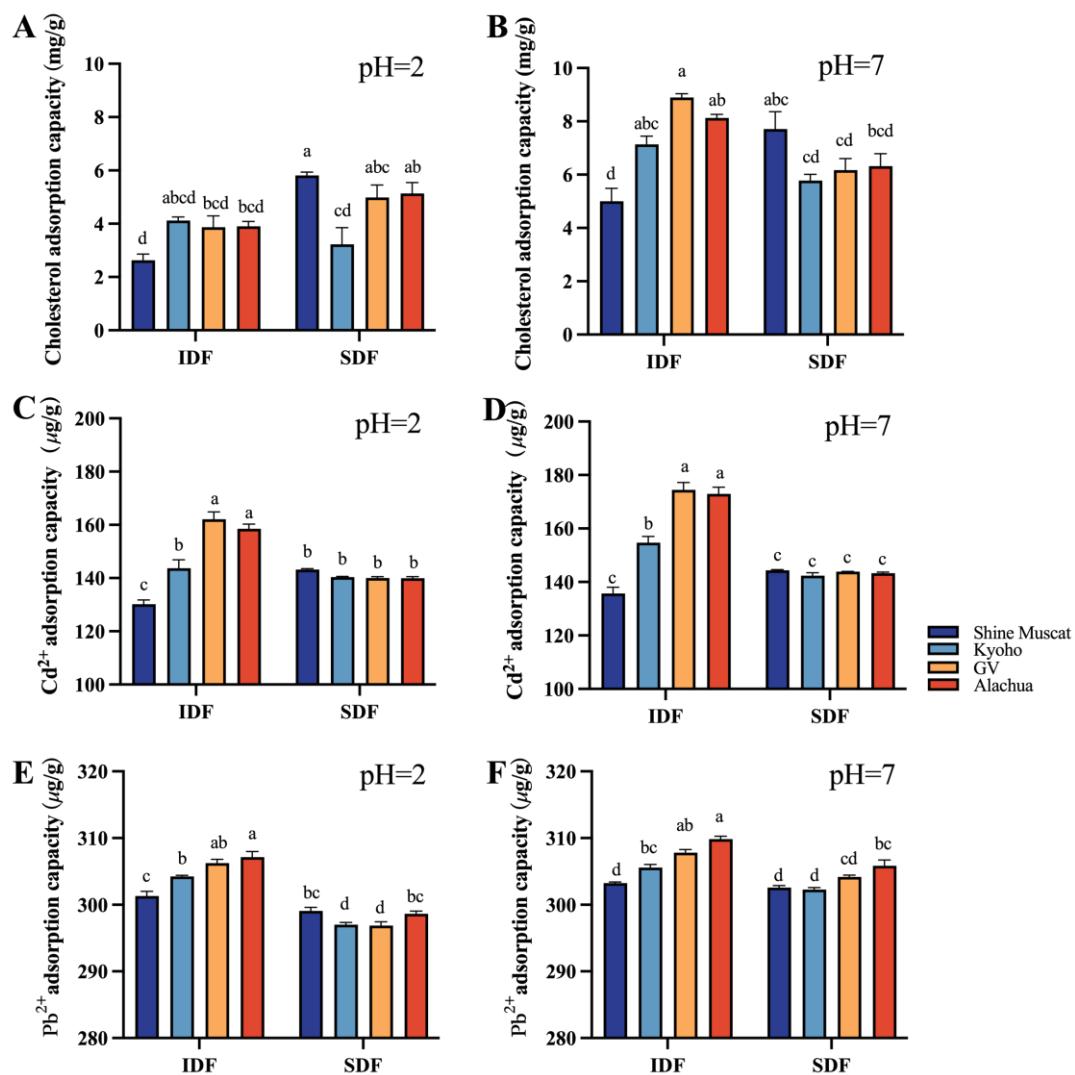 A
Cholesterol adsorption capacity (mg/g)
pH=2
10
8
6
4
2
0
d
abcd
bcd
bcd
a
cd
abc
ab
IDF
SDF
B
Cholesterol adsorption capacity (mg/g)
pH=7
10
8
6
4
2
0
d
abc
a
ab
abc
cd
cd
bcd
IDF
SDF
C
Cd2+ adsorption capacity (μg/g)
pH=2
200
180
160
140
120
100
c
b
a
a
b
b
b
b
IDF
SDF
D
Cd2+ adsorption capacity (μg/g)
pH=7
200
180
160
140
120
100
c
b
a
a
c
c
c
c
IDF
SDF
Shine Muscat
Kyoho
GV
Alachua
E
Pb2+ adsorption capacity (μg/g)
pH=2
320
310
300
290
280
c
b
ab
a
bc
d
d
bc
IDF
SDF
F
Pb2+ adsorption capacity (μg/g)
pH=7
320
310
300
290
280
d
bc
ab
a
d
d
cd
bc
IDF
SDF